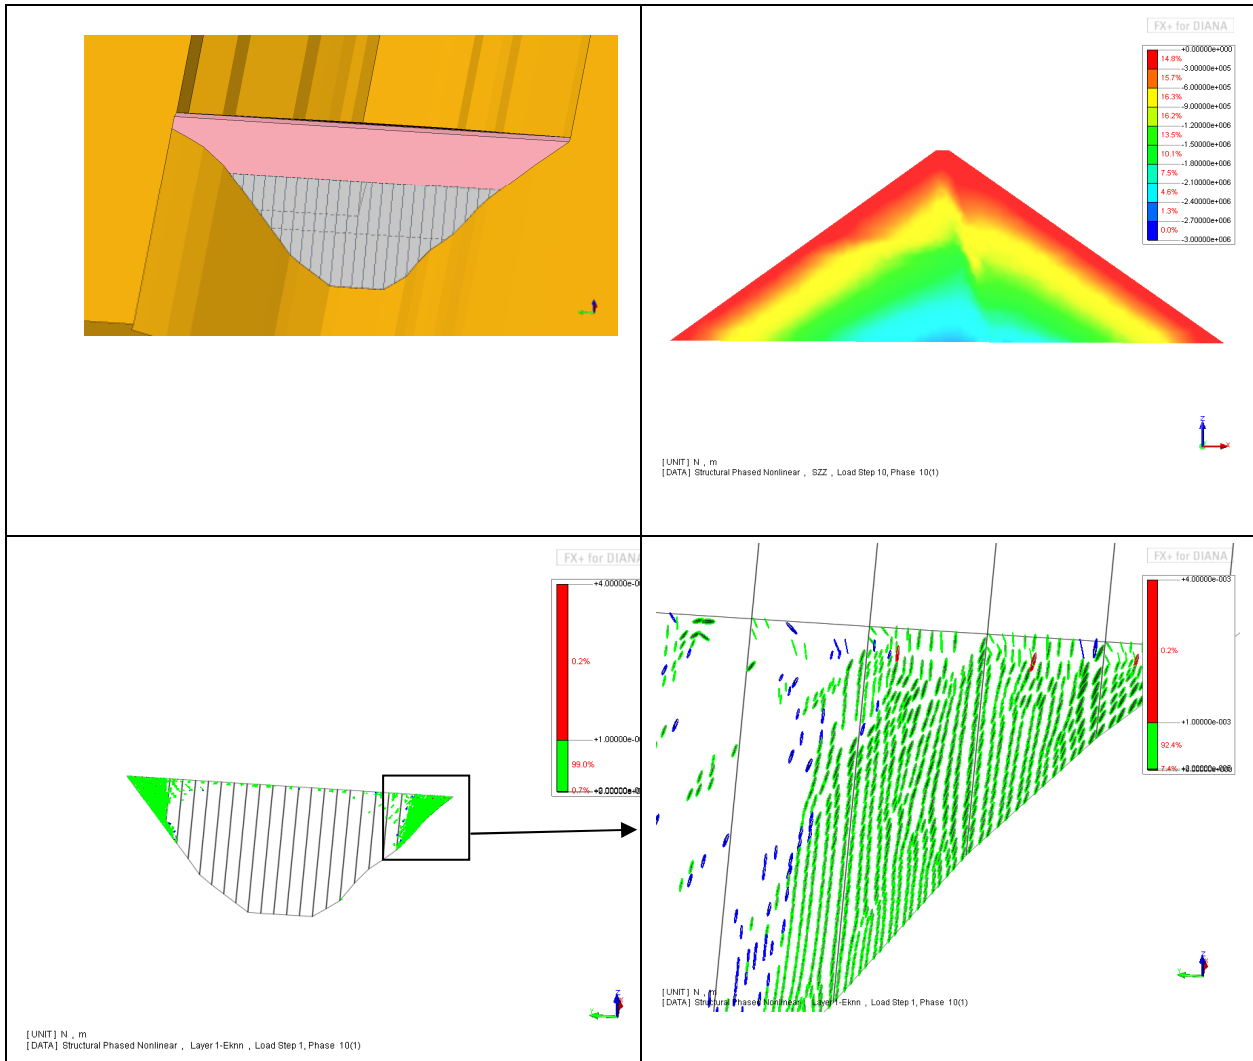 FX+ for DIANA
+0.00000e+000
14.8%
-3.00000e+005
15.7%
-6.00000e+005
16.3%
-9.00000e+005
16.2%
-1.20000e+006
13.5%
-1.50000e+006
10.1%
-1.80000e+006
7.5%
-2.10000e+006
4.6%
-2.40000e+006
1.3%
-2.70000e+006
0.0%
-3.00000e+006
Z
X
[UNIT] N , m
[DATA] Structural Phased Nonlinear , SZZ , Load Step 10, Phase 10(1)
FX+ for DIANA
+4.00000e-0
0.2%
+1.00000e-0
99.0%
0.7%
Z
Y
[UNIT] N , m
[DATA] Structural Phased Nonlinear , Layer 1-Eknn , Load Step 1, Phase 10(1)
FX+ for DIANA
+4.00000e-003
0.2%
+1.00000e-003
92.4%
7.4%
Z
Y
[UNIT] N , m
[DATA] Structural Phased Nonlinear , Layer 1-Eknn , Load Step 1, Phase 10(1)